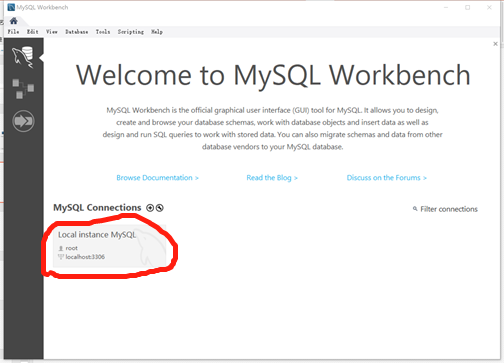 MySQL Workbench
File Edit View Database Tools Scripting Help
Welcome to MySQL Workbench
MySQL Workbench is the official graphical user interface (GUI) tool for MySQL. It allows you to design,
create and browse your database schemas, work with database objects and insert data as well as
design and run SQL queries to work with stored data. You can also migrate schemas and data from other
database vendors to your MySQL database.
Browse Documentation >
Read the Blog >
Discuss on the Forums >
MySQL Connections
Filter connections
Local instance MySQL
root
localhost:3306